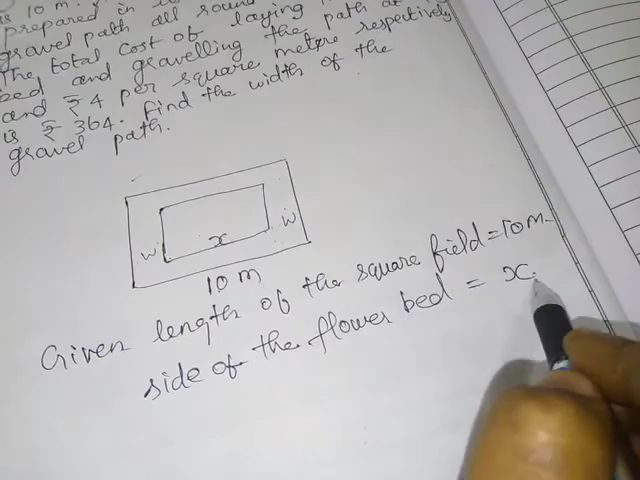 is 10 m.
prepared in
gravel path all round
The total cost of laying
bed and gravelling the path at
and ₹ 4 per square metre respectively
is ₹ 364. Find the width of the
gravel path.
w x w
10 m
Given length of the square field = 10 m.
side of the flower bed = x.